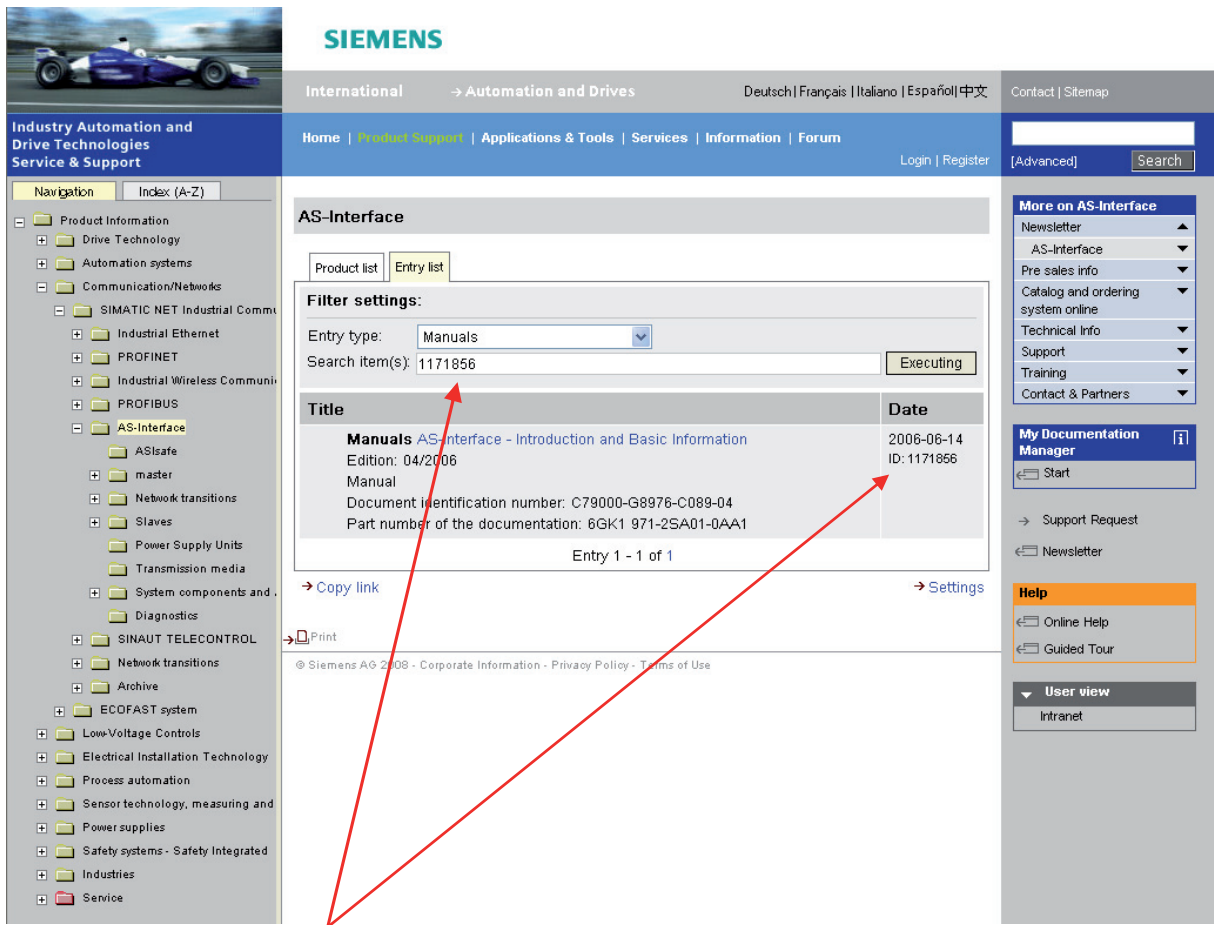 SIEMENS
International → Automation and Drives Deutsch | Français | Italiano | Español | 中文 Contact | Sitemap
Industry Automation and
Drive Technologies
Service & Support
Home | Product Support | Applications & Tools | Services | Information | Forum
Login | Register
[Advanced] Search
Navigation Index (A-Z)
Product Information
Drive Technology
Automation systems
Communication/Networks
SIMATIC NET Industrial Commu
Industrial Ethernet
PROFINET
Industrial Wireless Communi
PROFIBUS
AS-Interface
ASIsafe
master
Network transitions
Slaves
Power Supply Units
Transmission media
System components and
Diagnostics
SINAUT TELECONTROL
Network transitions
Archive
ECOFAST system
Low-Voltage Controls
Electrical Installation Technology
Process automation
Sensor technology, measuring and
Power supplies
Safety systems - Safety Integrated
Industries
Service
AS-Interface
Product list Entry list
Filter settings:
Entry type: Manuals
Search item(s): 1171856 Executing
Title Date
Manuals AS-Interface - Introduction and Basic Information 2006-06-14
Edition: 04/2006 ID:1171856
Manual
Document identification number: C79000-G8976-C089-04
Part number of the documentation: 6GK1 971-2SA01-0AA1
Entry 1 - 1 of 1
→ Copy link → Settings
→ Print
© Siemens AG 2008 - Corporate Information - Privacy Policy - Terms of Use
More on AS-Interface
Newsletter
AS-Interface
Pre sales info
Catalog and ordering
system online
Technical Info
Support
Training
Contact & Partners
My Documentation
Manager i
Start
→ Support Request
Newsletter
Help
Online Help
Guided Tour
User view
Intranet